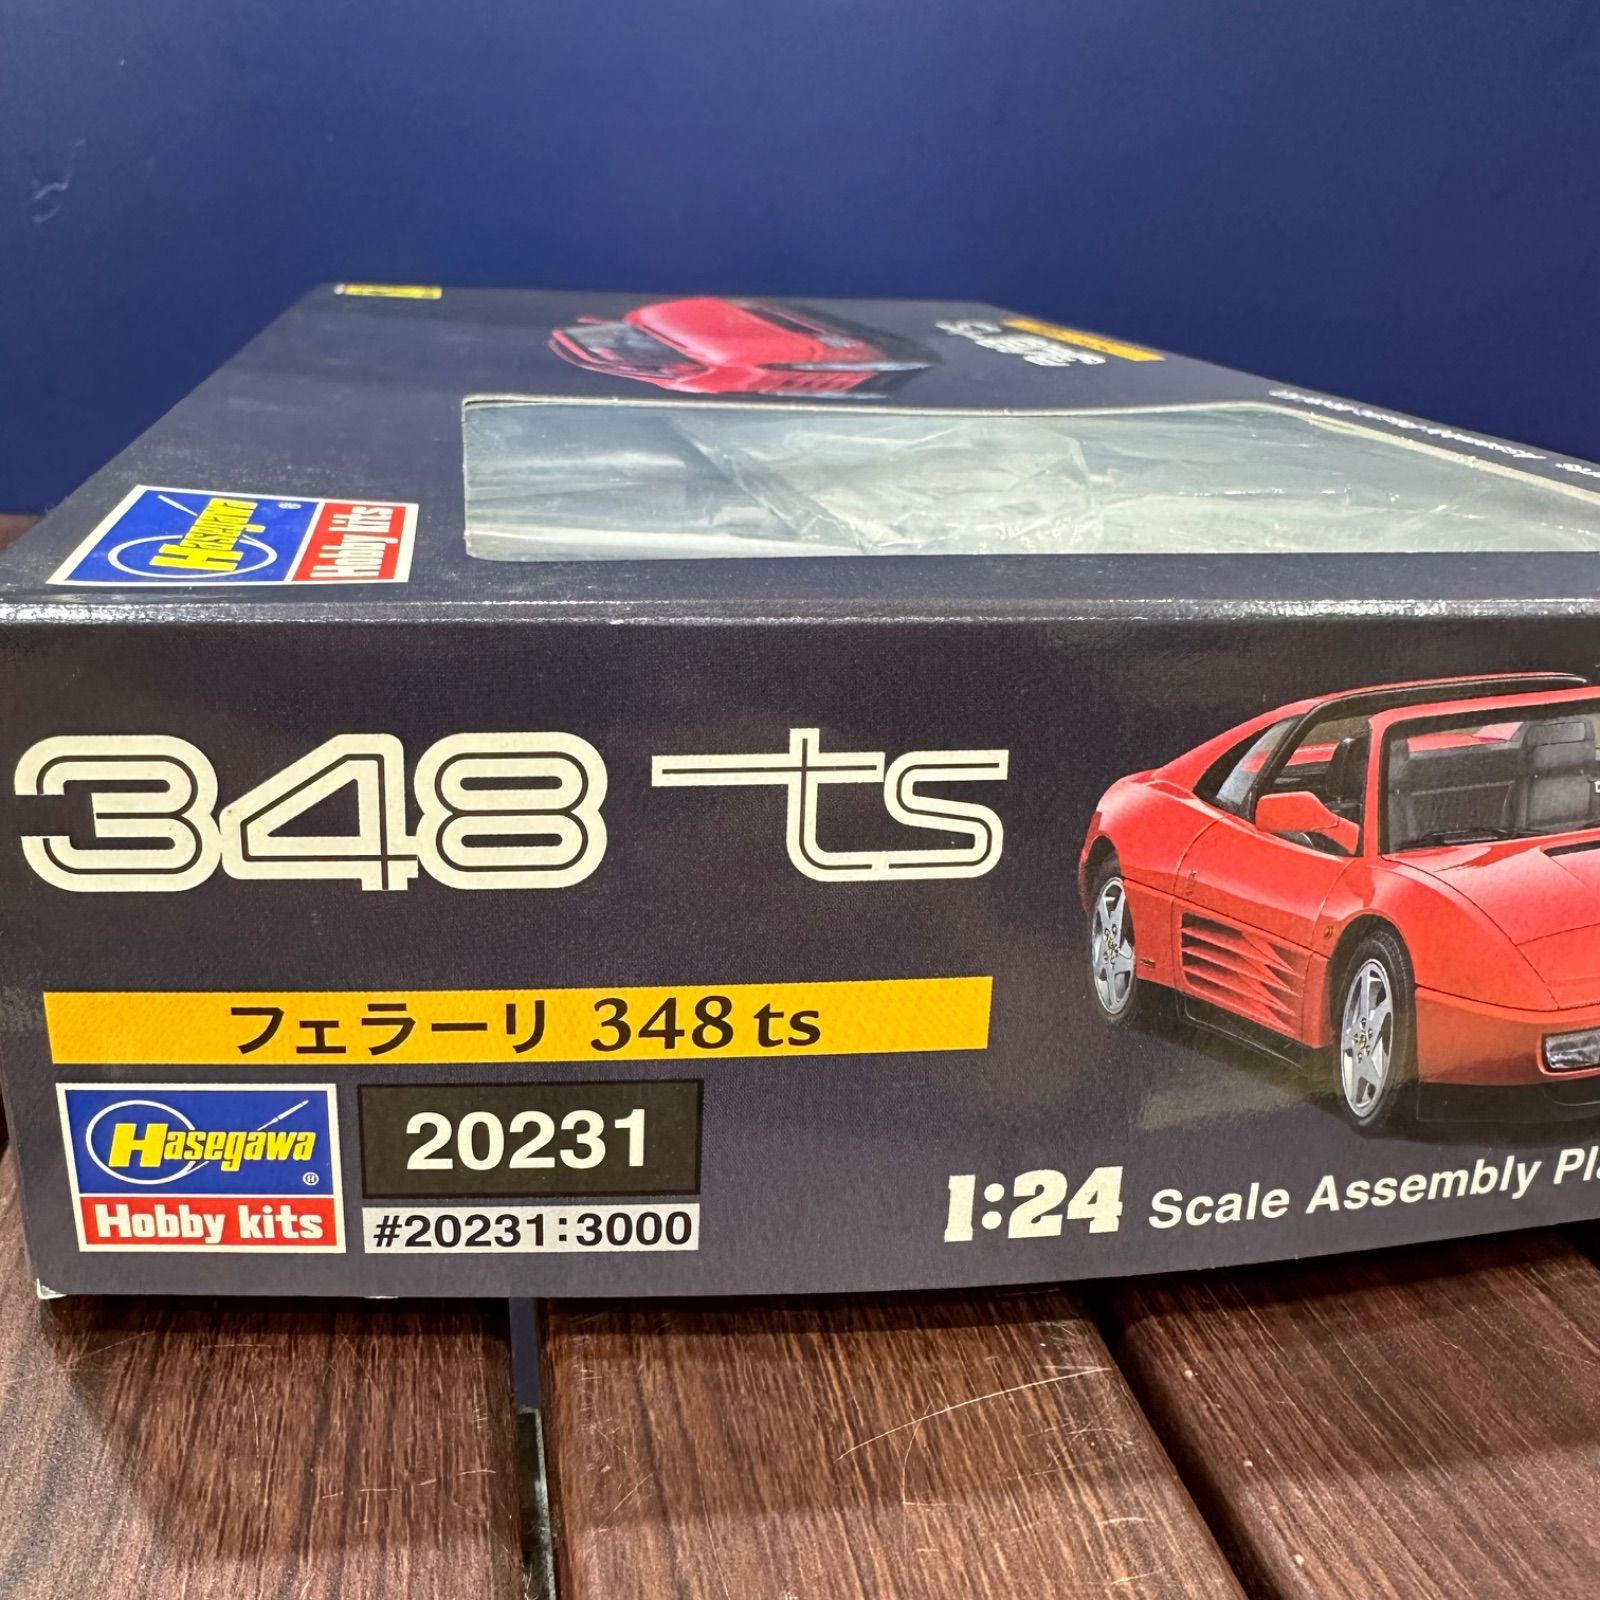 Hasegawa
Hobby kits
348 ts
フェラーリ 348 ts
Hasegawa
Hobby kits
20231
#20231:3000
1:24 Scale Assembly